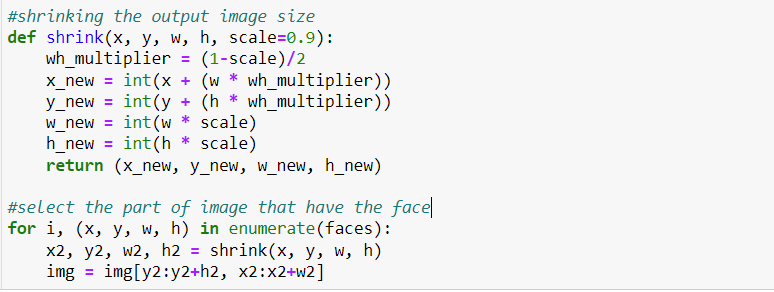 #shrinking the output image size
def shrink(x, y, w, h, scale=0.9):
    wh_multiplier = (1-scale)/2
    x_new = int(x + (w * wh_multiplier))
    y_new = int(y + (h * wh_multiplier))
    w_new = int(w * scale)
    h_new = int(h * scale)
    return (x_new, y_new, w_new, h_new)

#select the part of image that have the face
for i, (x, y, w, h) in enumerate(faces):
    x2, y2, w2, h2 = shrink(x, y, w, h)
    img = img[y2:y2+h2, x2:x2+w2]